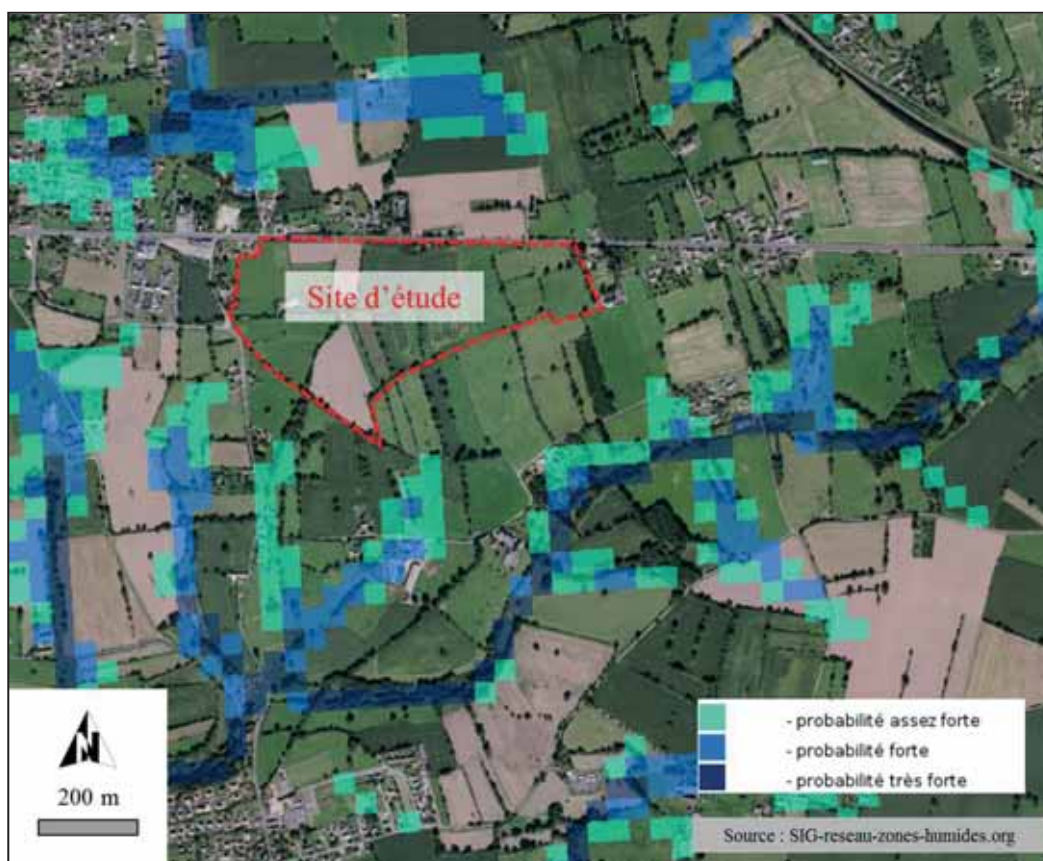 Site d'étude
- probabilité assez forte
- probabilité forte
- probabilité très forte
N
200 m
Source : SIG-reseau-zones-humides.org